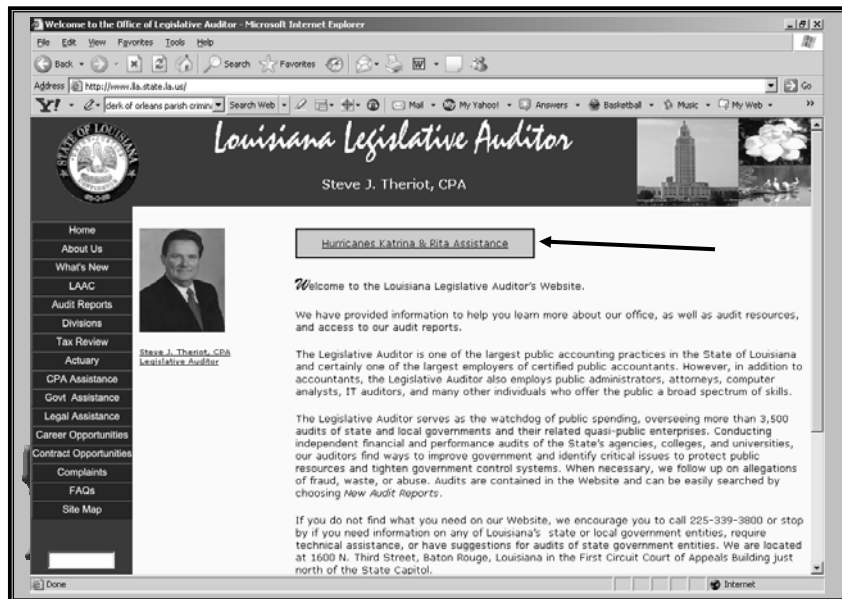 Welcome to the Office of Legislative Auditor - Microsoft Internet Explorer
File Edit View Favorites Tools Help
Back Search Favorites
Address http://www.lla.state.la.us/ Go
Y! clerk of orleans parish crimin Search Web Mail My Yahoo! Answers Basketball Music My Web »
STATE OF LOUISIANA
CONFIDENCE
Louisiana Legislative Auditor
Steve J. Theriot, CPA
Home
About Us
What's New
LAAC
Audit Reports
Divisions
Tax Review
Actuary
CPA Assistance
Govt Assistance
Legal Assistance
Career Opportunities
Contract Opportunities
Complaints
FAQs
Site Map
Steve J. Theriot, CPA
Legislative Auditor
Hurricanes Katrina & Rita Assistance
Welcome to the Louisiana Legislative Auditor's Website.
We have provided information to help you learn more about our office, as well as audit resources,
and access to our audit reports.
The Legislative Auditor is one of the largest public accounting practices in the State of Louisiana
and certainly one of the largest employers of certified public accountants. However, in addition to
accountants, the Legislative Auditor also employs public administrators, attorneys, computer
analysts, IT auditors, and many other individuals who offer the public a broad spectrum of skills.
The Legislative Auditor serves as the watchdog of public spending, overseeing more than 3,500
audits of state and local governments and their related quasi-public enterprises. Conducting
independent financial and performance audits of the State's agencies, colleges, and universities,
our auditors find ways to improve government and identify critical issues to protect public
resources and tighten government control systems. When necessary, we follow up on allegations
of fraud, waste, or abuse. Audits are contained in the Website and can be easily searched by
choosing New Audit Reports.
If you do not find what you need on our Website, we encourage you to call 225-339-3800 or stop
by if you need information on any of Louisiana's state or local government entities, require
technical assistance, or have suggestions for audits of state government entities. We are located
at 1600 N. Third Street, Baton Rouge, Louisiana in the First Circuit Court of Appeals Building just
north of the State Capitol.
Done Internet